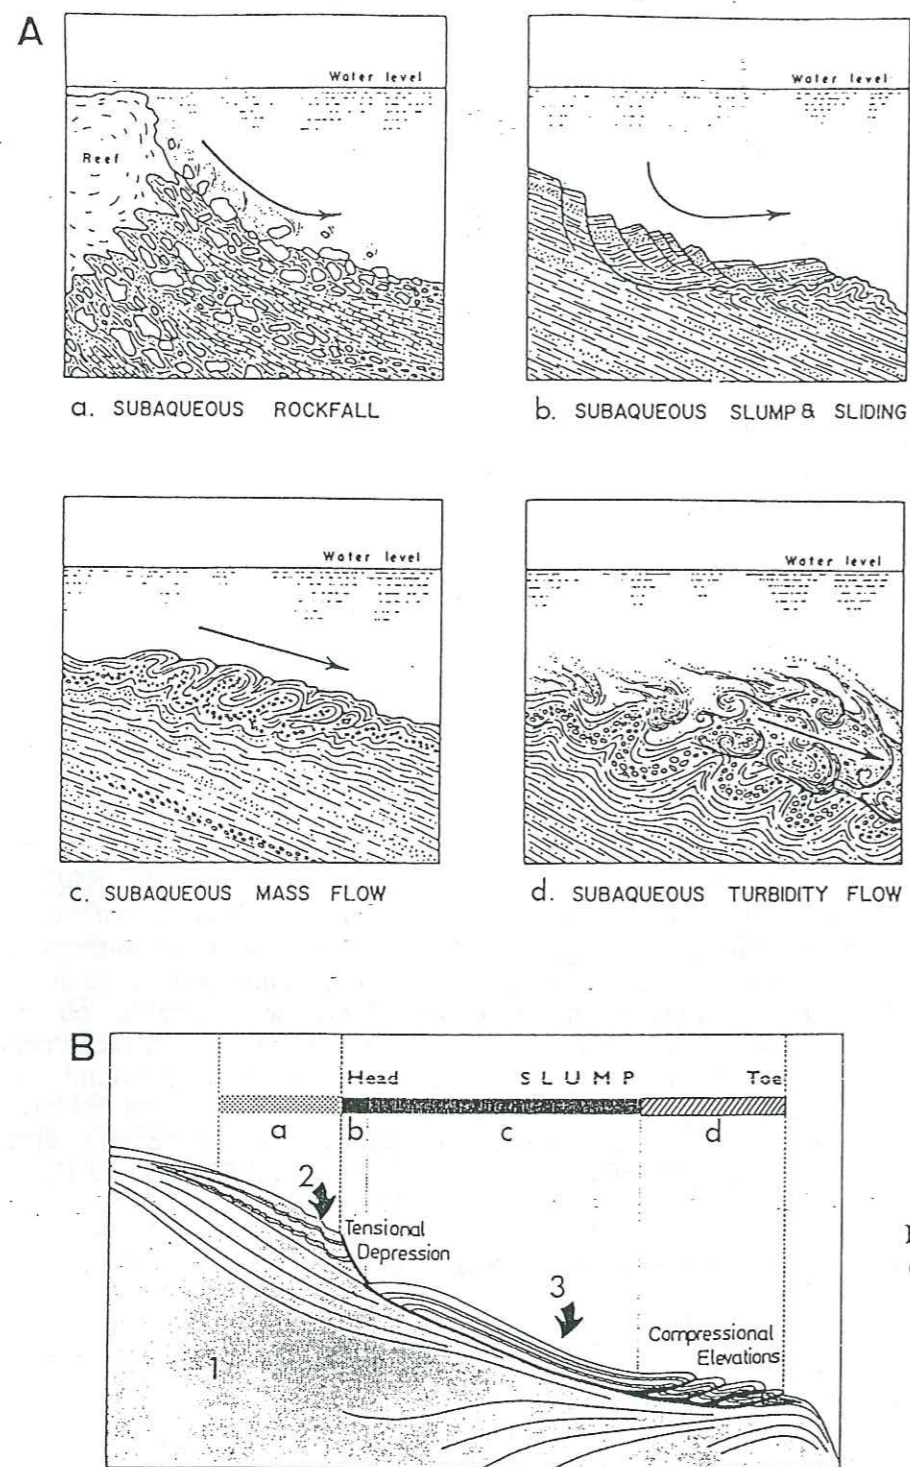 A
Water level
Reef
a. SUBAQUEOUS ROCKFALL
Water level
b. SUBAQUEOUS SLUMP & SLIDING
Water level
c. SUBAQUEOUS MASS FLOW
Water level
d. SUBAQUEOUS TURBIDITY FLOW
B
Head SLUMP Toe
a b c d
2
Tensional
Depression
3
Compressional
Elevations
1